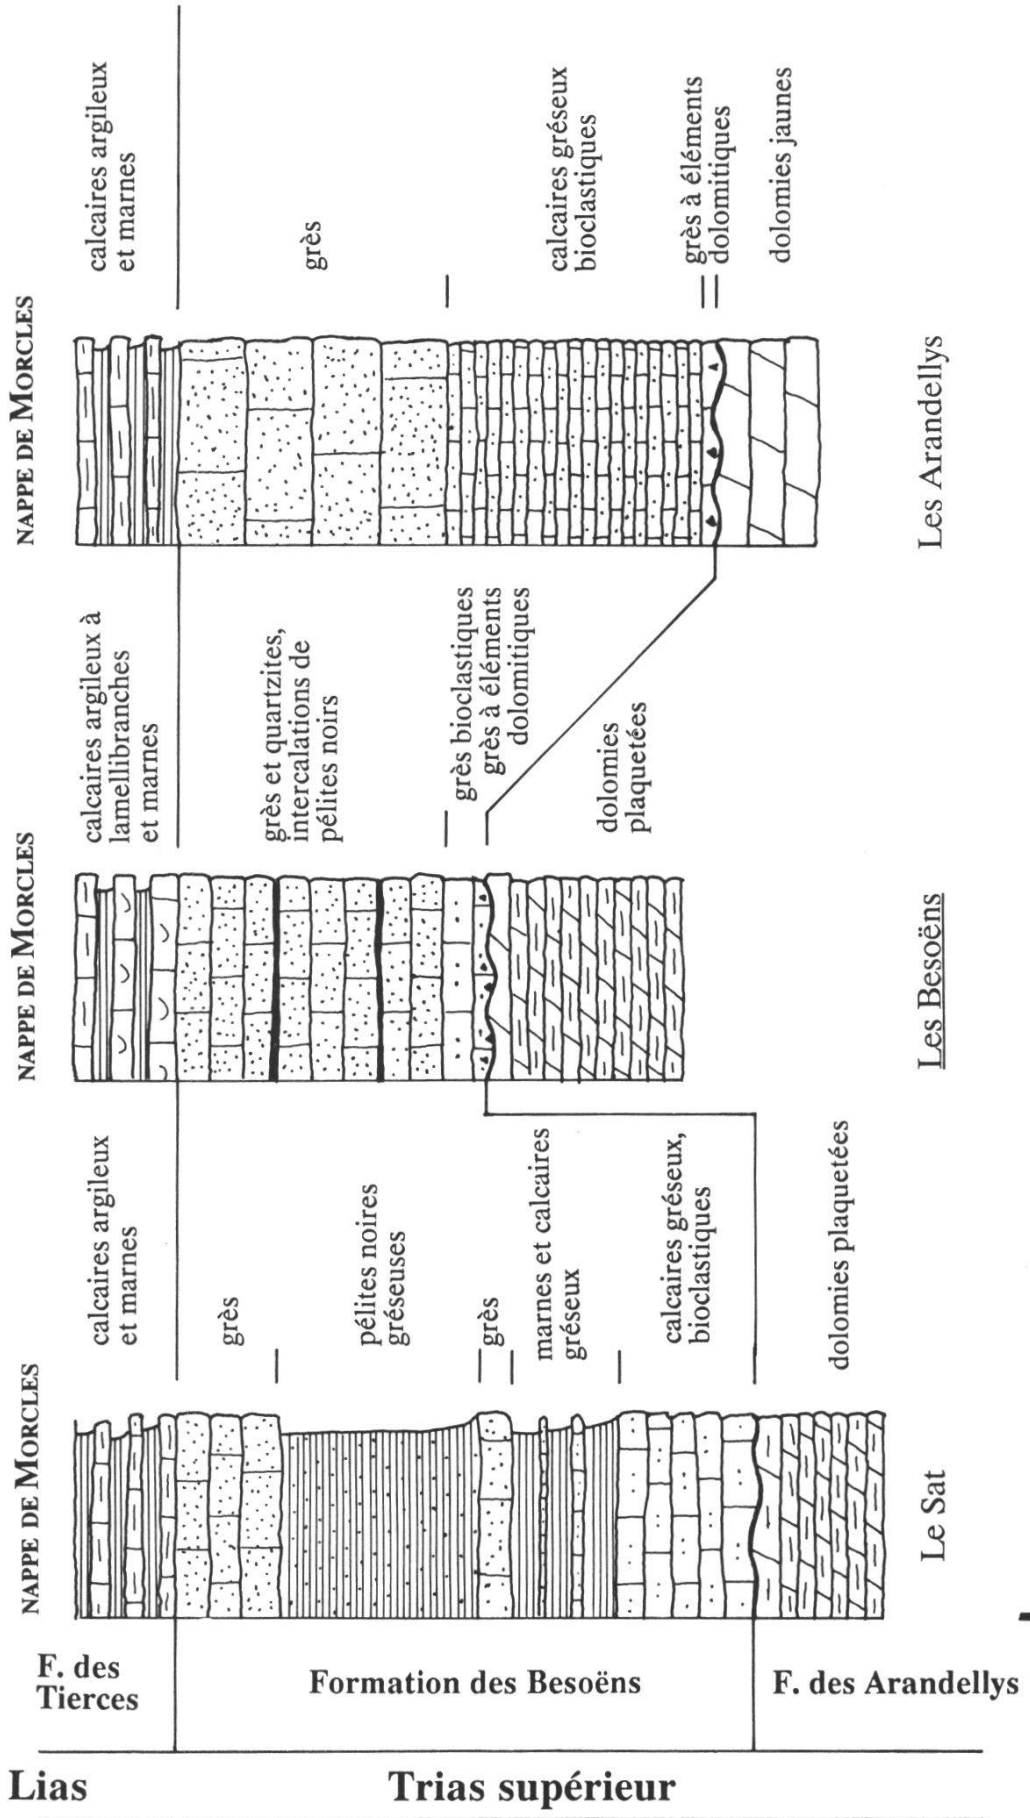 NAPPE DE MORCLES
calcaires argileux
et marnes
grès
calcaires gréseux
bioclastiques
grès à éléments
dolomitiques
dolomies jaunes
Les Arandellys
NAPPE DE MORCLES
calcaires argileux à
lamellibranches
et marnes
grès et quartzites,
intercalations de
pélites noirs
grès bioclastiques
grès à éléments
dolomitiques
dolomies
plaquetées
Les Besoëns
NAPPE DE MORCLES
calcaires argileux
et marnes
grès
pélites noires
gréseuses
grès
marnes et calcaires
gréseux
calcaires gréseux,
bioclastiques
dolomies plaquetées
Le Sat
F. des
Tierces
Formation des Besoëns
F. des Arandellys
Lias
Trias supérieur